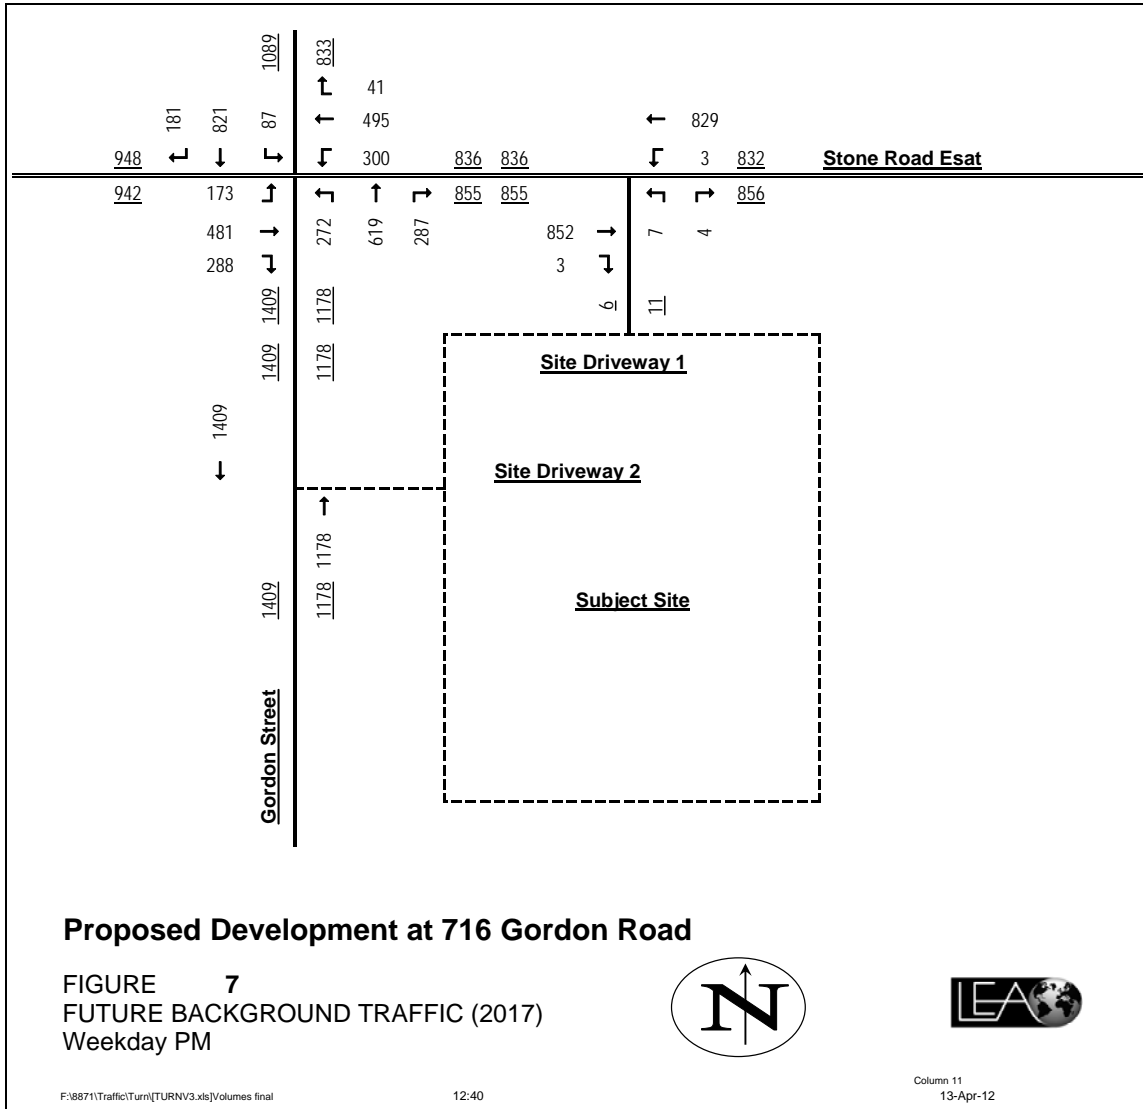 1089 833
41
181 821 87 495 829
948 300 836 836 3 832 Stone Road Esat
942 173 855 855 856
481 272 619 287 852 7 4
288 3
1409 1178 6 11
1409 1178 Site Driveway 1
1409
Site Driveway 2
1178
1409 1178 Subject Site
Gordon Street
Proposed Development at 716 Gordon Road
FIGURE 7
FUTURE BACKGROUND TRAFFIC (2017)
Weekday PM
N
LEA
Column 11
F:\8871\Traffic\Turn\[TURNV3.xls]Volumes final 12:40 13-Apr-12